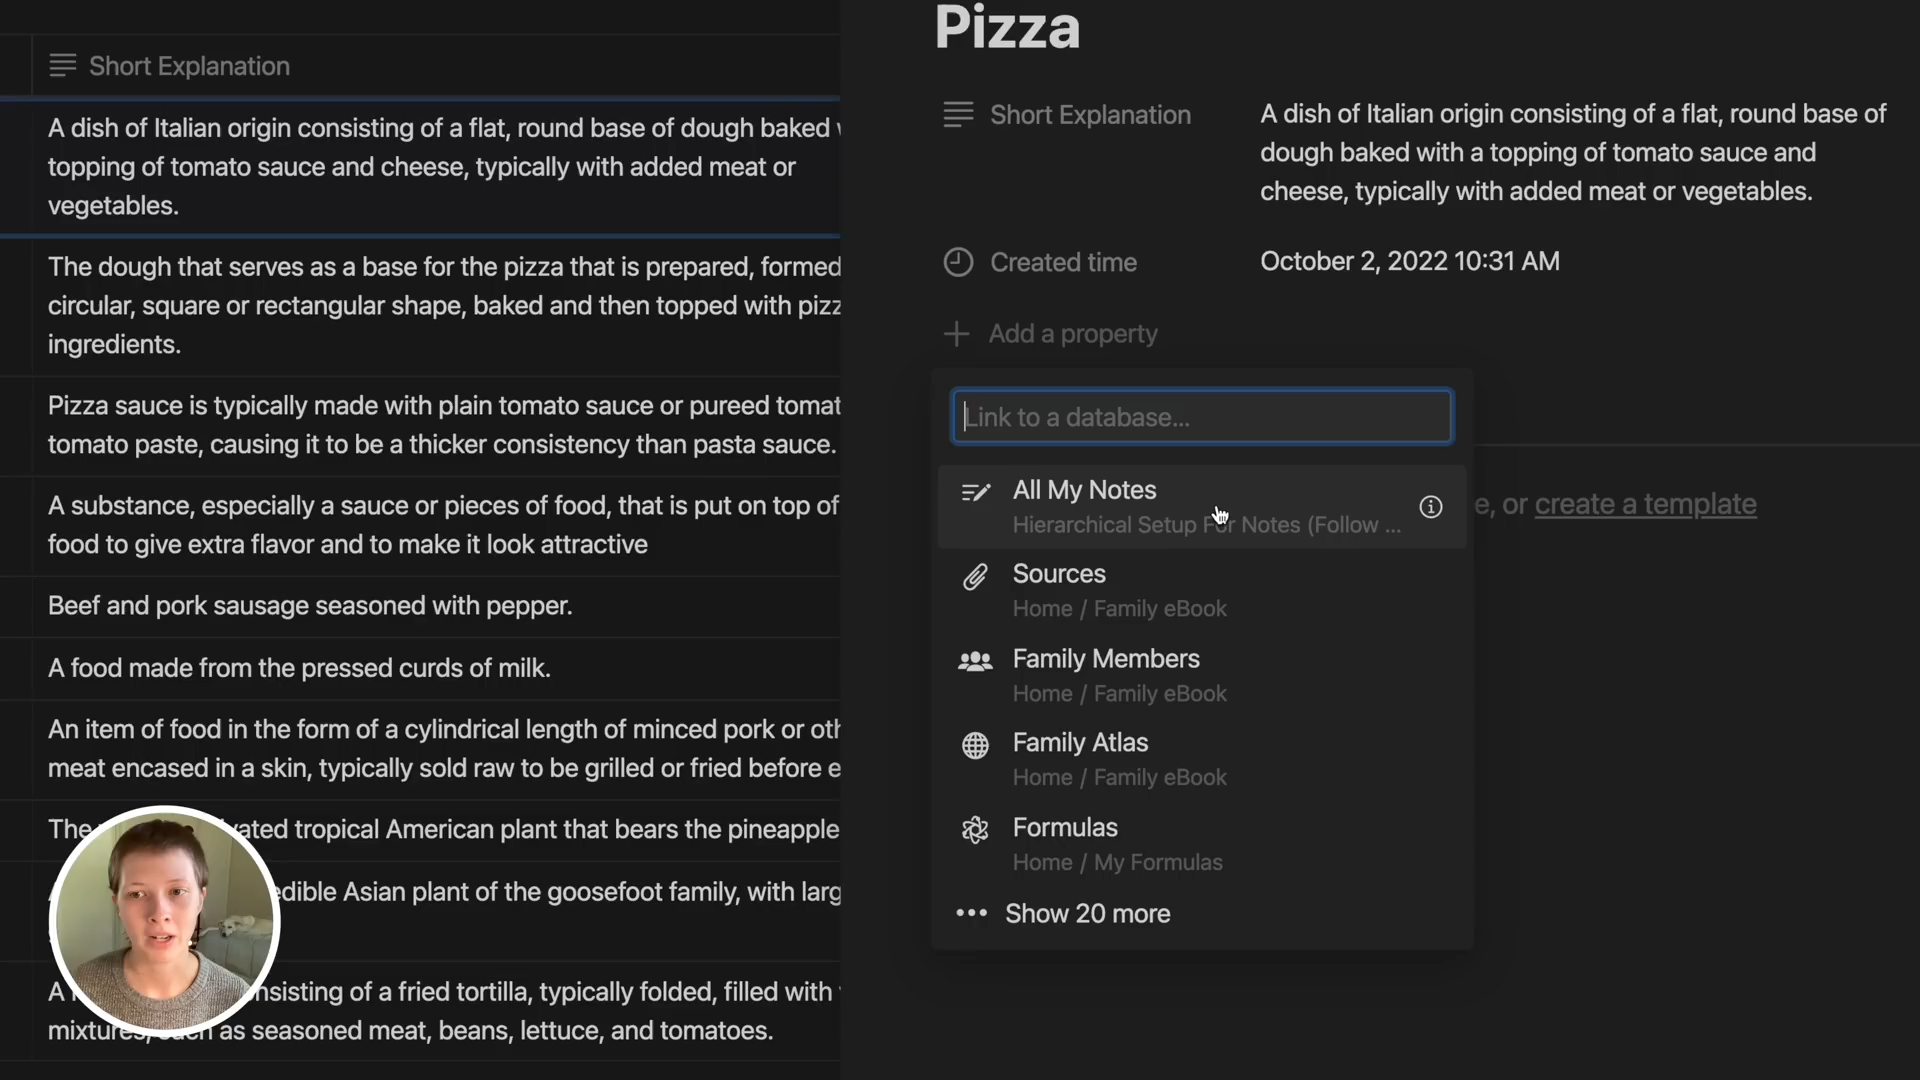 Short Explanation
A dish of Italian origin consisting of a flat, round base of dough baked
topping of tomato sauce and cheese, typically with added meat or
vegetables.
The dough that serves as a base for the pizza that is prepared, formed
circular, square or rectangular shape, baked and then topped with pizz
ingredients.
Pizza sauce is typically made with plain tomato sauce or pureed tomat
tomato paste, causing it to be a thicker consistency than pasta sauce.
A substance, especially a sauce or pieces of food, that is put on top of
food to give extra flavor and to make it look attractive
Beef and pork sausage seasoned with pepper.
A food made from the pressed curds of milk.
An item of food in the form of a cylindrical length of minced pork or oth
meat encased in a skin, typically sold raw to be grilled or fried before e
The vated tropical American plant that bears the pineapple
edible Asian plant of the goosefoot family, with larg
A nsisting of a fried tortilla, typically folded, filled with
mixtures, such as seasoned meat, beans, lettuce, and tomatoes.
Pizza
Short Explanation
A dish of Italian origin consisting of a flat, round base of
dough baked with a topping of tomato sauce and
cheese, typically with added meat or vegetables.
Created time
October 2, 2022 10:31 AM
Add a property
Link to a database...
All My Notes
Hierarchical Setup For Notes (Follow ...
e, or create a template
Sources
Home / Family eBook
Family Members
Home / Family eBook
Family Atlas
Home / Family eBook
Formulas
Home / My Formulas
Show 20 more